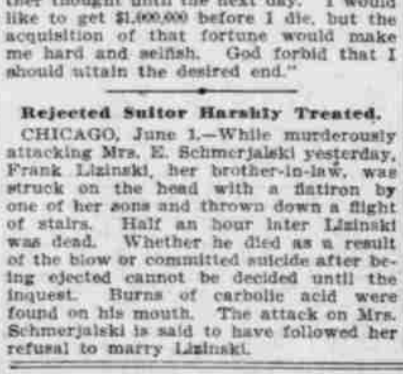 ther thought until the next day. I would
like to get $1,000,000 before I die, but the
acquisition of that fortune would make
me hard and selfish. God forbid that I
should attain the desired end."
Rejected Suitor Harshly Treated.
CHICAGO, June 1.—While murderously
attacking Mrs. E. Schmerjalski yesterday,
Frank Lizinski, her brother-in-law, was
struck on the head with a flatiron by
one of her sons and thrown down a flight
of stairs. Half an hour later Lizinski
was dead. Whether he died as a result
of the blow or committed suicide after be-
ing ejected cannot be decided until the
inquest. Burns of carbolic acid were
found on his mouth. The attack on Mrs.
Schmerjalski is said to have followed her
refusal to marry Lizinski.